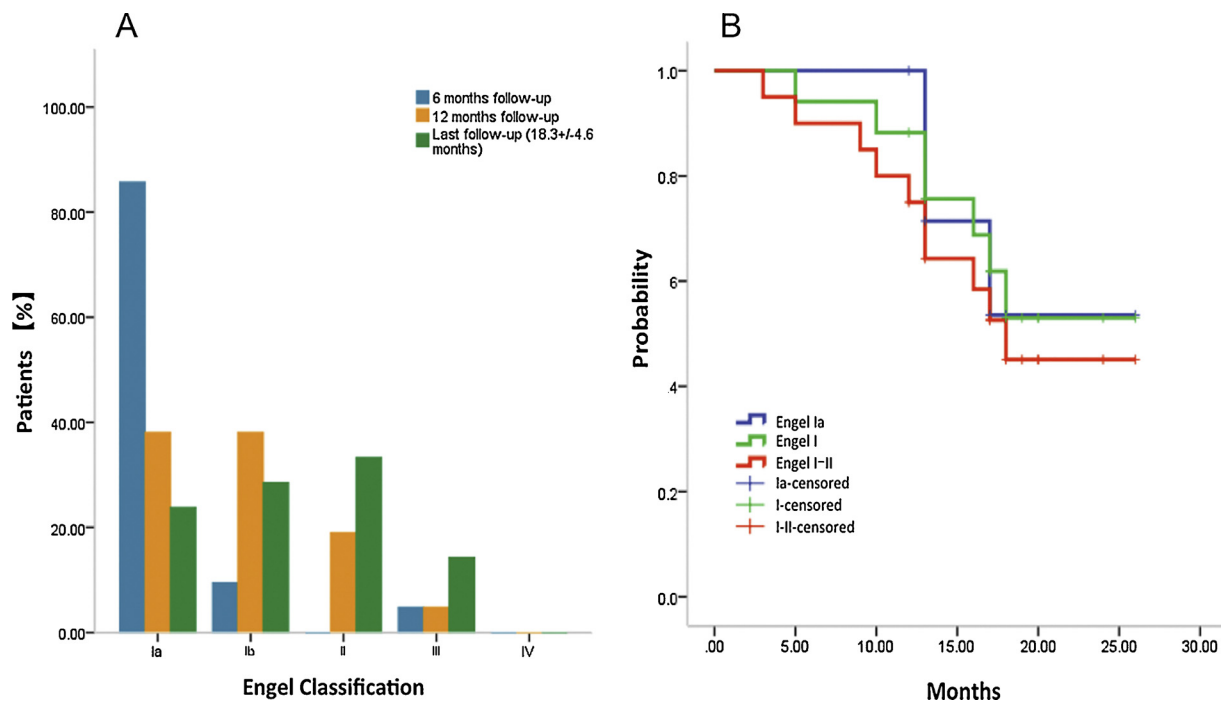 A
100.00
80.00
60.00
40.00
20.00
0.00
Patients 【%】
6 months follow-up
12 months follow-up
Last follow-up (18.3+/-4.6
months)
Ia
Ib
II
III
IV
Engel Classification
B
1.0
0.8
.6
.4
0.2
0.0
Probability
Engel Ia
Engel I
Engel I-II
Ia-censored
I-censored
I-II-censored
.00
5.00
10.00
15.00
20.00
25.00
30.00
Months